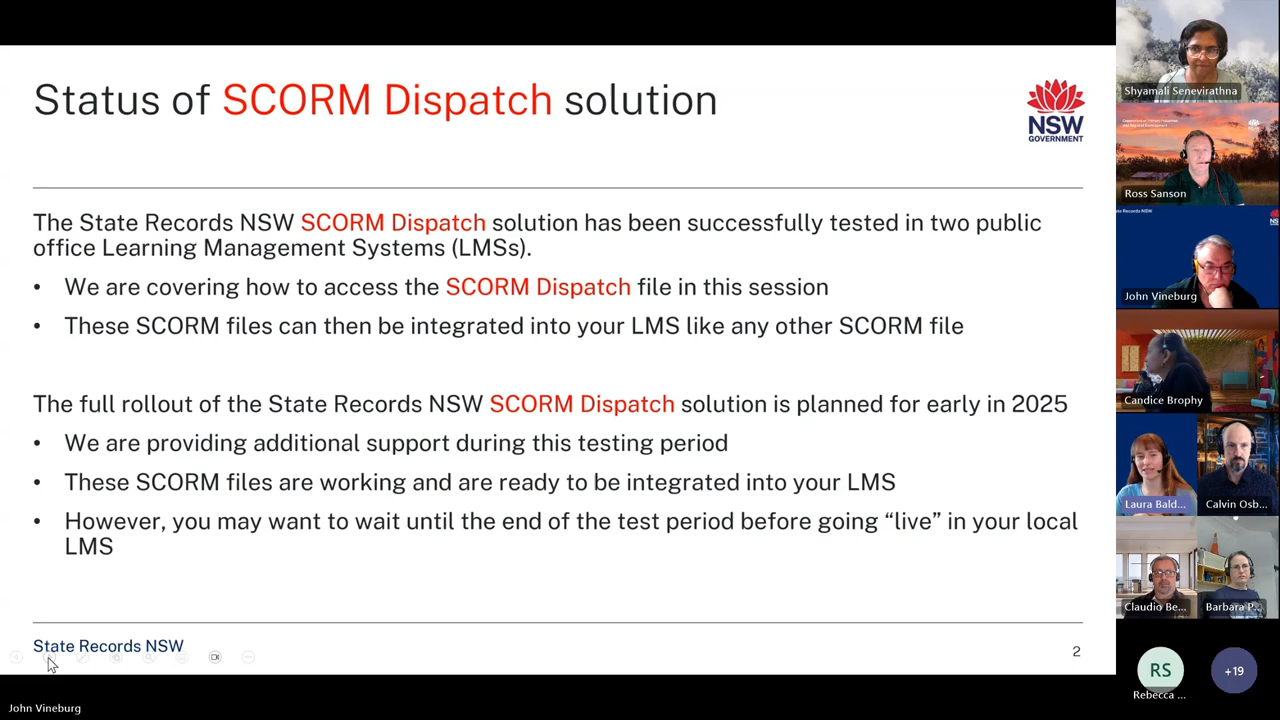 Status of SCORM Dispatch solution
NSW
GOVERNMENT
The State Records NSW SCORM Dispatch solution has been successfully tested in two public
office Learning Management Systems (LMSs).
• We are covering how to access the SCORM Dispatch file in this session
• These SCORM files can then be integrated into your LMS like any other SCORM file
The full rollout of the State Records NSW SCORM Dispatch solution is planned for early in 2025
• We are providing additional support during this testing period
• These SCORM files are working and are ready to be integrated into your LMS
• However, you may want to wait until the end of the test period before going “live” in your local
LMS
State Records NSW
2
John Vineburg
Shyamali Senevirathna
Ross Sanson
State Records NSW
John Vineburg
Candice Brophy
Laura Bald...
Calvin Osb...
Claudio Be...
Barbara P...
RS
Rebecca ...
+19